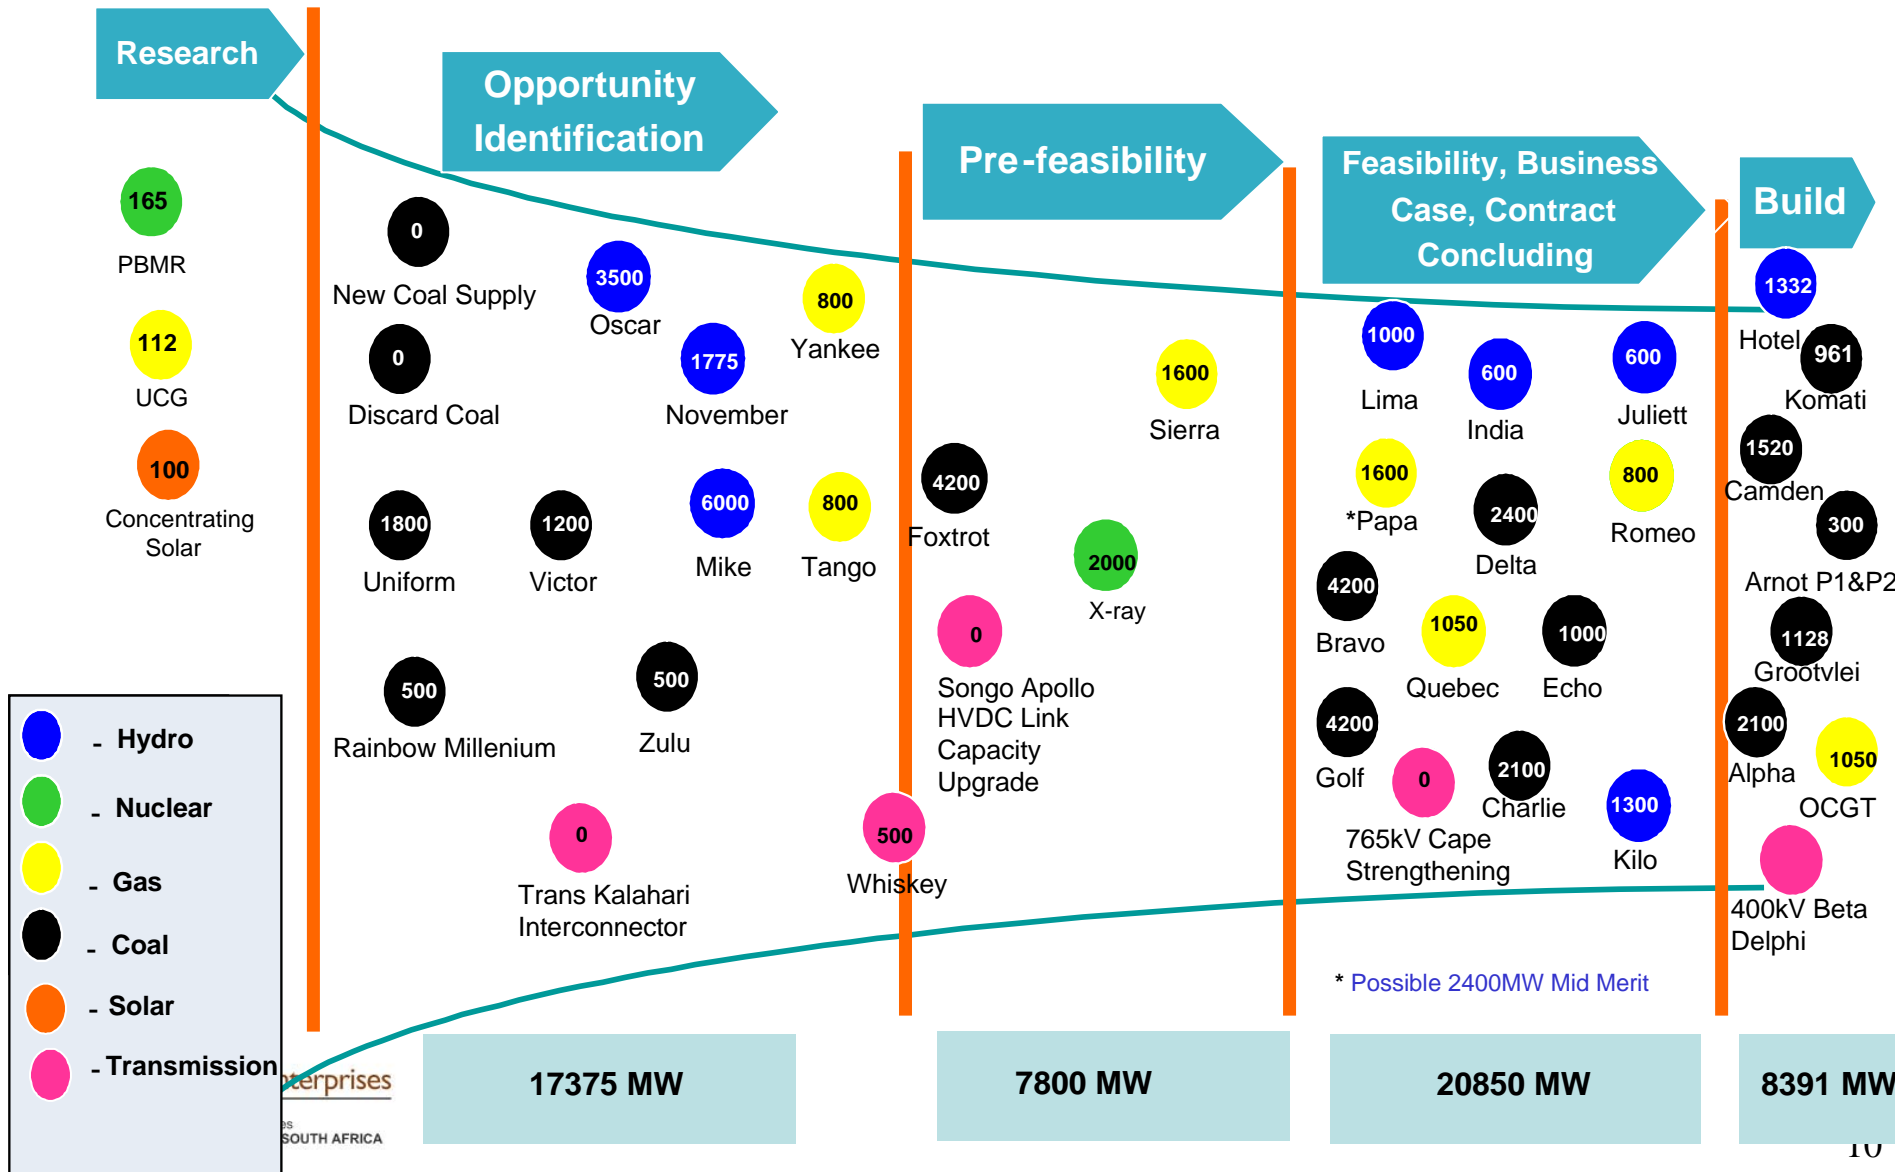 Research
Opportunity
Identification
Pre-feasibility
Feasibility, Business
Case, Contract
Concluding
Build
165
PBMR
112
UCG
100
Concentrating
Solar
0
New Coal Supply
3500
Oscar
800
Yankee
0
Discard Coal
1775
November
1800
Uniform
1200
Victor
6000
Mike
800
Tango
500
Rainbow Millenium
500
Zulu
0
Trans Kalahari
Interconnector
500
Whiskey
1600
Sierra
4200
Foxtrot
2000
X-ray
0
Songo Apollo
HVDC Link
Capacity
Upgrade
1000
Lima
600
India
600
Juliett
1600
*Papa
2400
Delta
800
Romeo
4200
Bravo
1050
Quebec
1000
Echo
4200
Golf
0
765kV Cape
Strengthening
2100
Charlie
1300
Kilo
* Possible 2400MW Mid Merit
1332
Hotel
961
Komati
1520
Camden
300
Arnot P1&P2
1128
Grootvlei
2100
Alpha
1050
OCGT
400kV Beta
Delphi
- Hydro
- Nuclear
- Gas
- Coal
- Solar
- Transmission
17375 MW
7800 MW
20850 MW
8391 MW
nterprises
es
SOUTH AFRICA
10